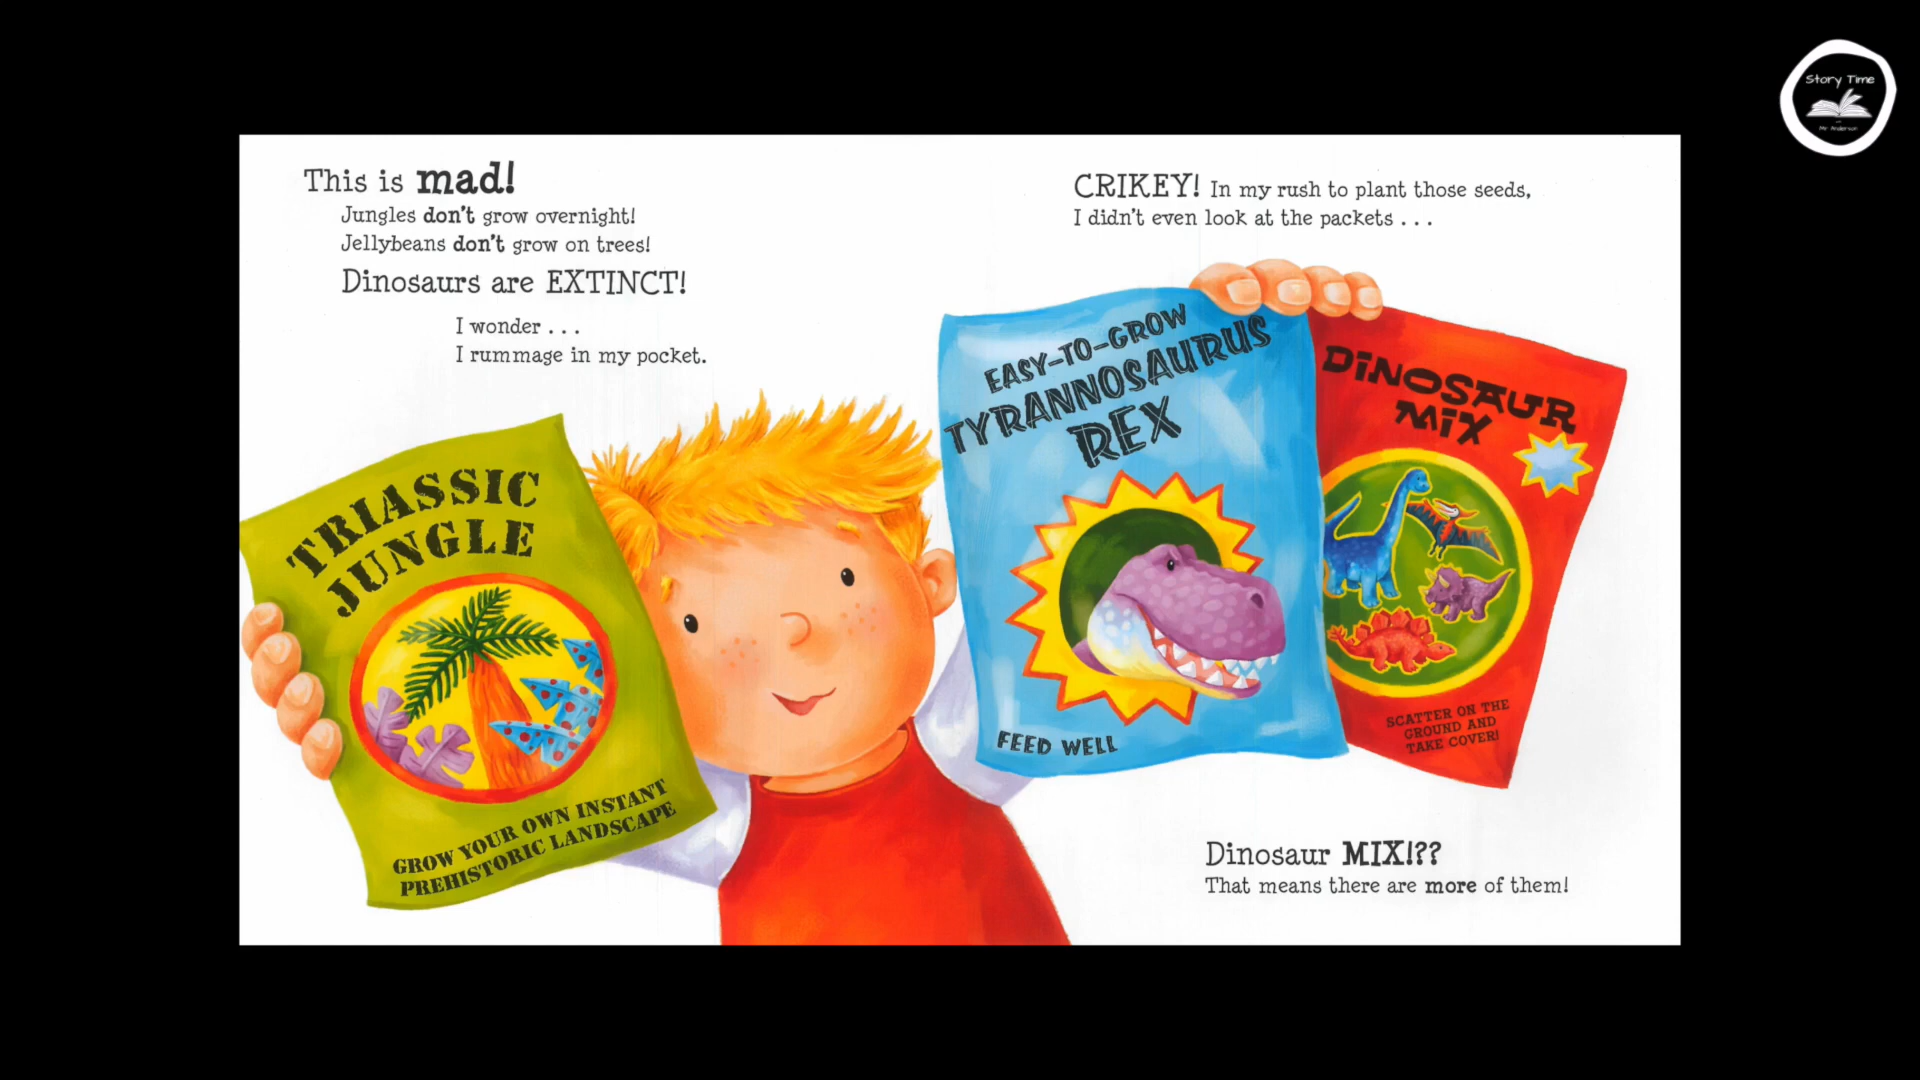 This is mad!
Jungles don't grow overnight!
Jellybeans don't grow on trees!
Dinosaurs are EXTINCT!
I wonder . . .
I rummage in my pocket.
TRIASSIC
JUNGLE
GROW YOUR OWN INSTANT
PREHISTORIC LANDSCAPE
CRIKEY! In my rush to plant those seeds,
I didn't even look at the packets . . .
EASY-TO-GROW
TYRANNOSAURUS
REX
FEED WELL
DINOSAUR
MIX
SCATTER ON THE
GROUND AND
TAKE COVER!
Dinosaur MIX!??
That means there are more of them!
Story Time
Mr Anderson